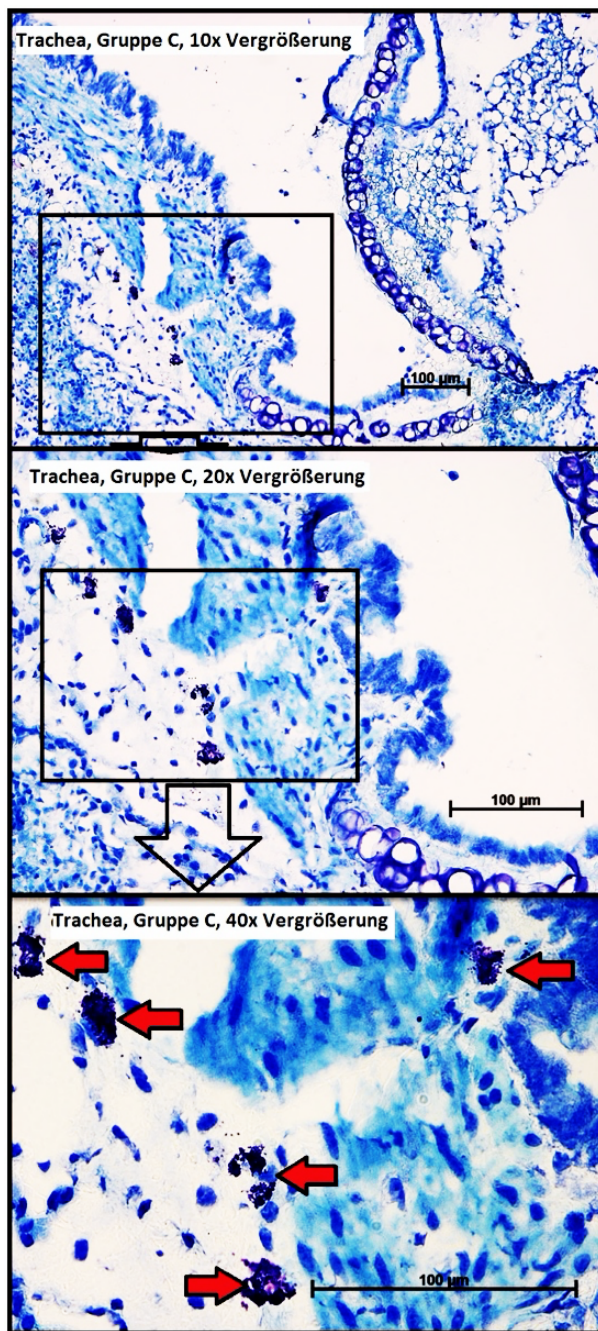 Trachea, Gruppe C, 10x Vergrößerung
100 µm
Trachea, Gruppe C, 20x Vergrößerung
100 µm
Trachea, Gruppe C, 40x Vergrößerung
100 µm